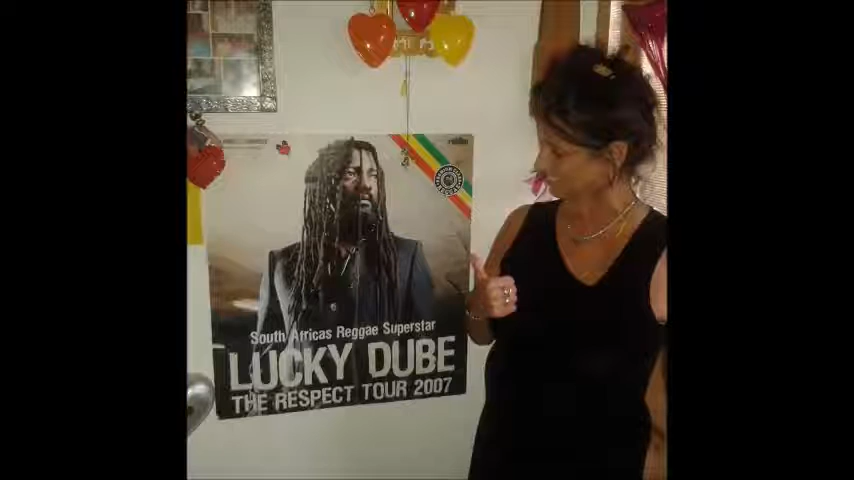 South Africas Reggae Superstar
LUCKY DUBE
THE RESPECT TOUR 2007